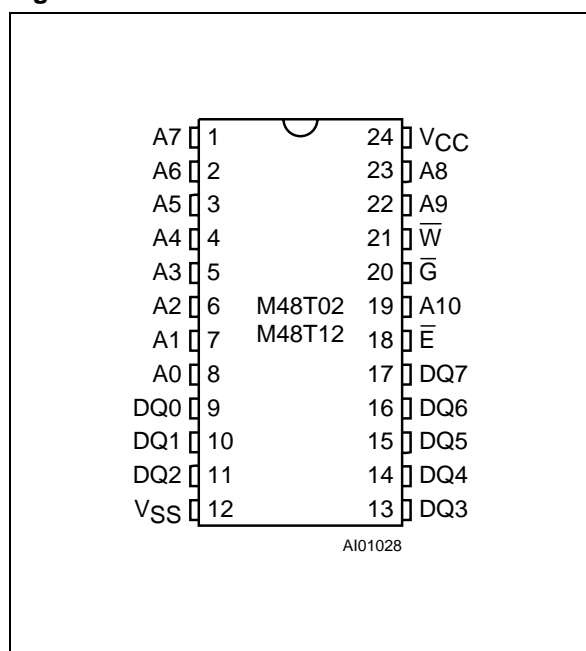 A7 1 24 VCC
A6 2 23 A8
A5 3 22 A9
A4 4 21 W̅
A3 5 20 G̅
A2 6 M48T02 19 A10
A1 7 M48T12 18 E̅
A0 8 17 DQ7
DQ0 9 16 DQ6
DQ1 10 15 DQ5
DQ2 11 14 DQ4
VSS 12 13 DQ3
AI01028